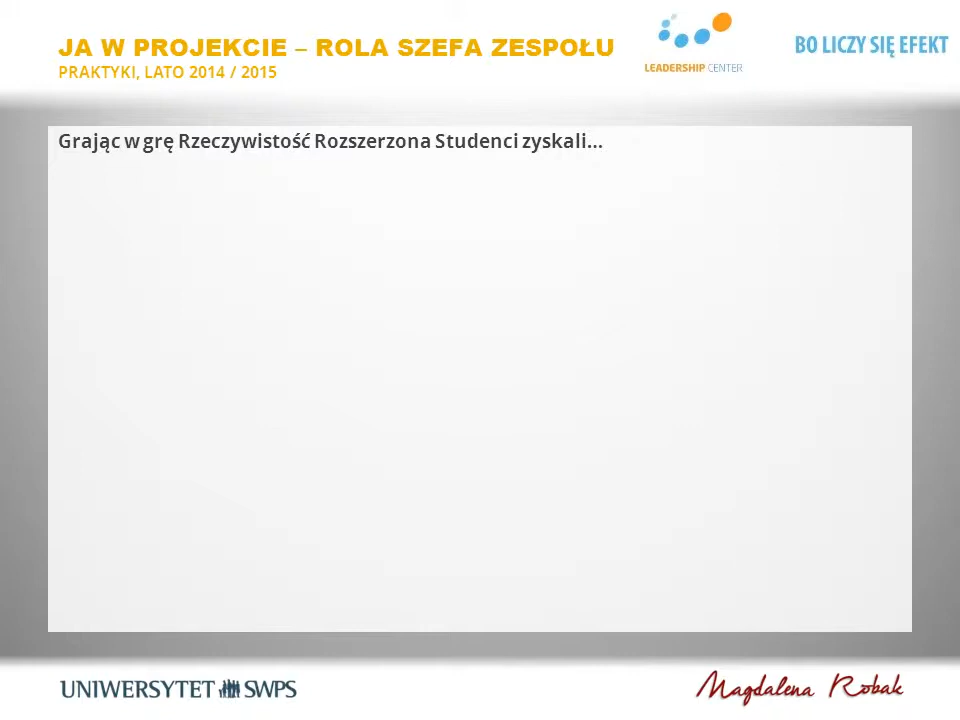 JA W PROJEKCIE – ROLA SZEFA ZESPOŁU
PRAKTYKI, LATO 2014 / 2015
LEADERSHIP CENTER
BO LICZY SIĘ EFEKT
Grając w grę Rzeczywistość Rozszerzona Studenci zyskali...
UNIWERSYTET SWPS
Magdalena Robak